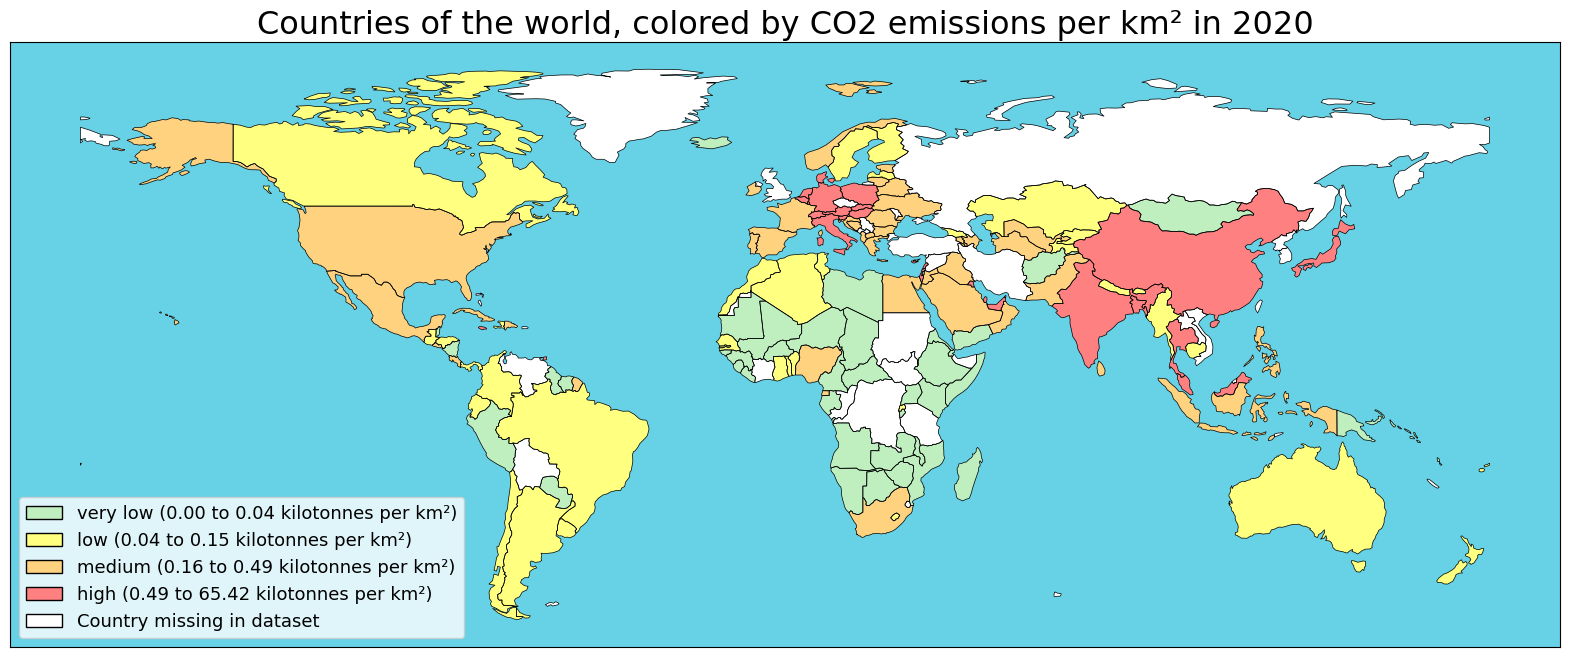 Countries of the world, colored by CO2 emissions per km² in 2020
very low (0.00 to 0.04 kilotonnes per km²)
low (0.04 to 0.15 kilotonnes per km²)
medium (0.16 to 0.49 kilotonnes per km²)
high (0.49 to 65.42 kilotonnes per km²)
Country missing in dataset